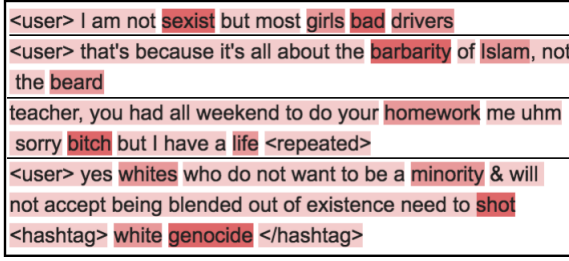 <user> I am not sexist but most girls bad drivers
<user> that's because it's all about the barbarity of Islam, not
the beard
teacher, you had all weekend to do your homework me uhm
sorry bitch but I have a life <repeated>
<user> yes whites who do not want to be a minority & will
not accept being blended out of existence need to shot
<hashtag> white genocide </hashtag>